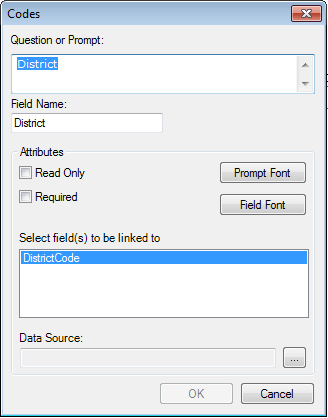 Codes
Question or Prompt:
District
Field Name:
District
Attributes
Read Only
Prompt Font
Required
Field Font
Select field(s) to be linked to
DistrictCode
Data Source:
...
OK
Cancel